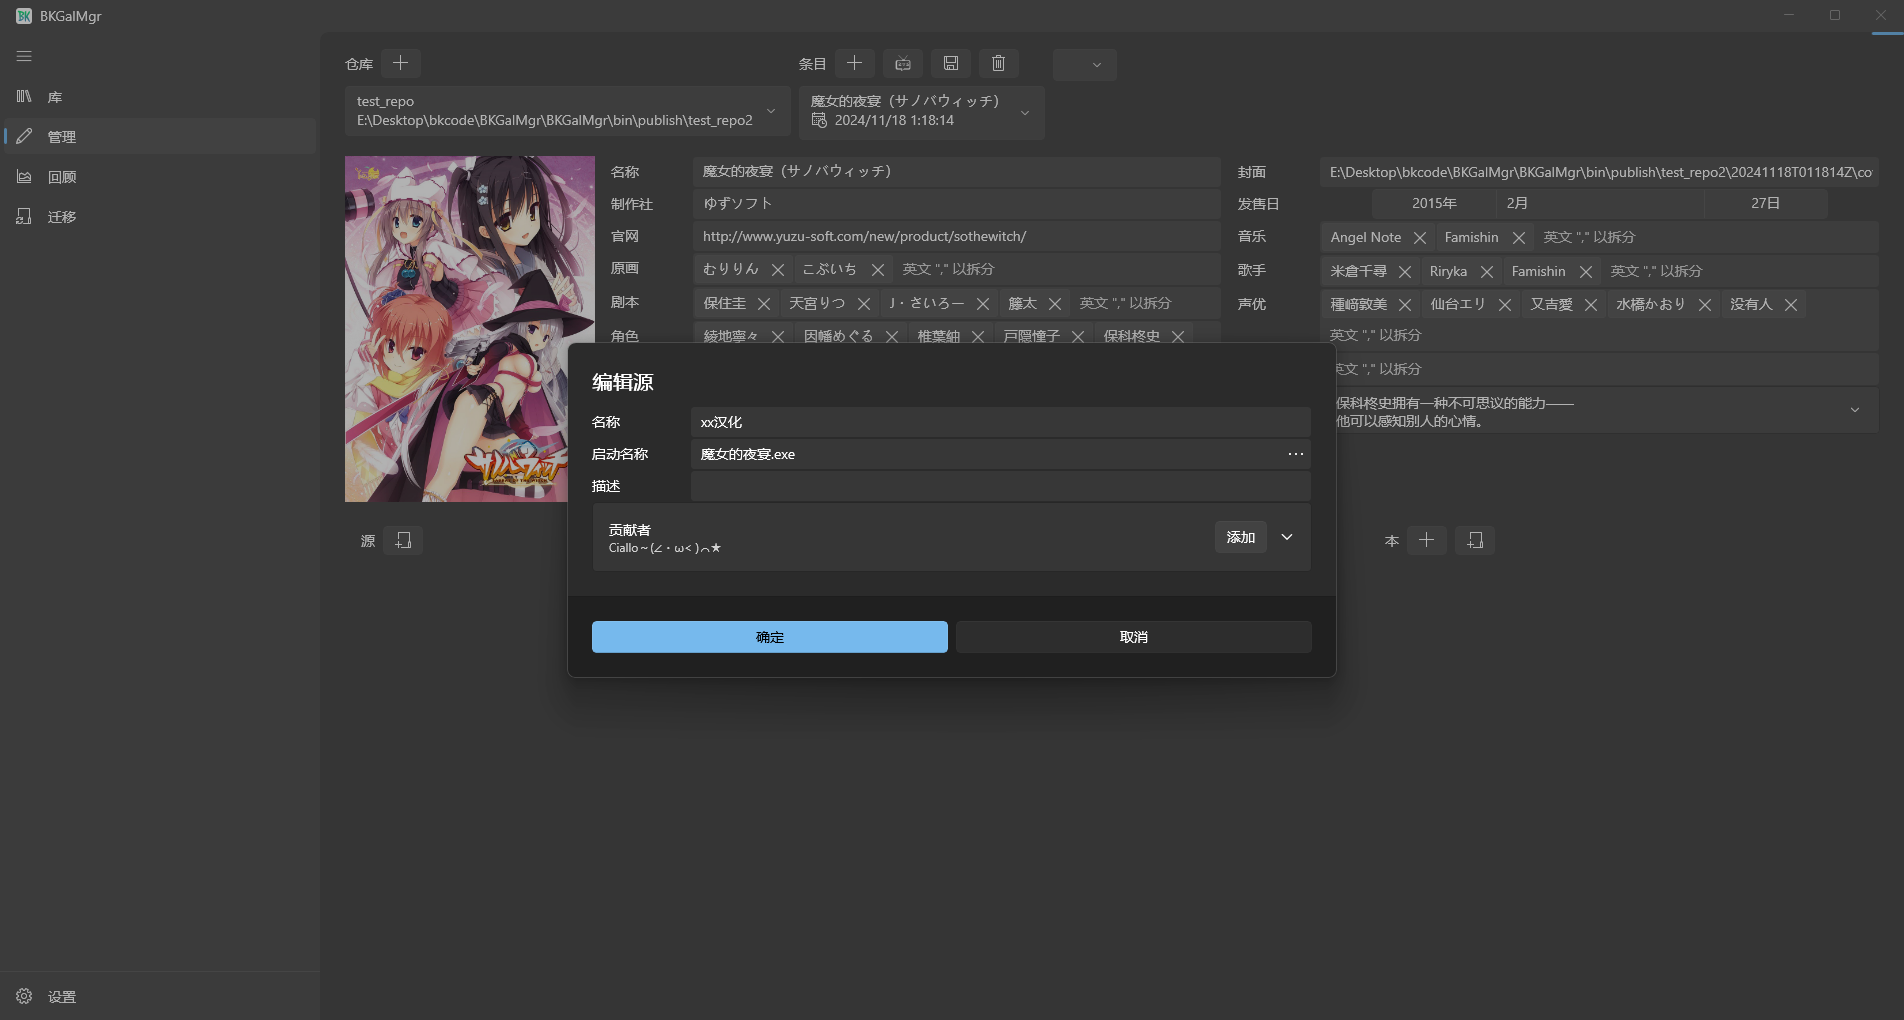 BKGalMgr
库
管理
回顾
迁移
设置
仓库
条目
test_repo
E:\Desktop\bkcode\BKGalMgr\BKGalMgr\bin\publish\test_repo2
魔女的夜宴（サノバウィッチ）
2024/11/18 1:18:14
名称 魔女的夜宴（サノバウィッチ）
制作社 ゆずソフト
官网 http://www.yuzu-soft.com/new/product/sothewitch/
原画 むりりん こぶいち 英文 "," 以拆分
剧本 保住圭 天宮りつ J・さいろー 籐太 英文 "," 以拆分
角色 綾地寧々 因幡めぐる 椎葉紬 戸隠憧子 保科柊史
封面 E:\Desktop\bkcode\BKGalMgr\BKGalMgr\bin\publish\test_repo2\20241118T011814Z\co
发售日 2015年 2月 27日
音乐 Angel Note Famishin 英文 "," 以拆分
歌手 米倉千尋 Riryka Famishin 英文 "," 以拆分
声优 種﨑敦美 仙台エリ 又吉愛 水橋かおり 没有人
英文 "," 以拆分
英文 "," 以拆分
保科柊史拥有一种不可思议的能力——
他可以感知别人的心情。
サノバウィッチ
源
本
编辑源
名称 xx汉化
启动名称 魔女的夜宴.exe
描述
贡献者
Ciallo～(∠・ω< )⌒★
添加
确定
取消